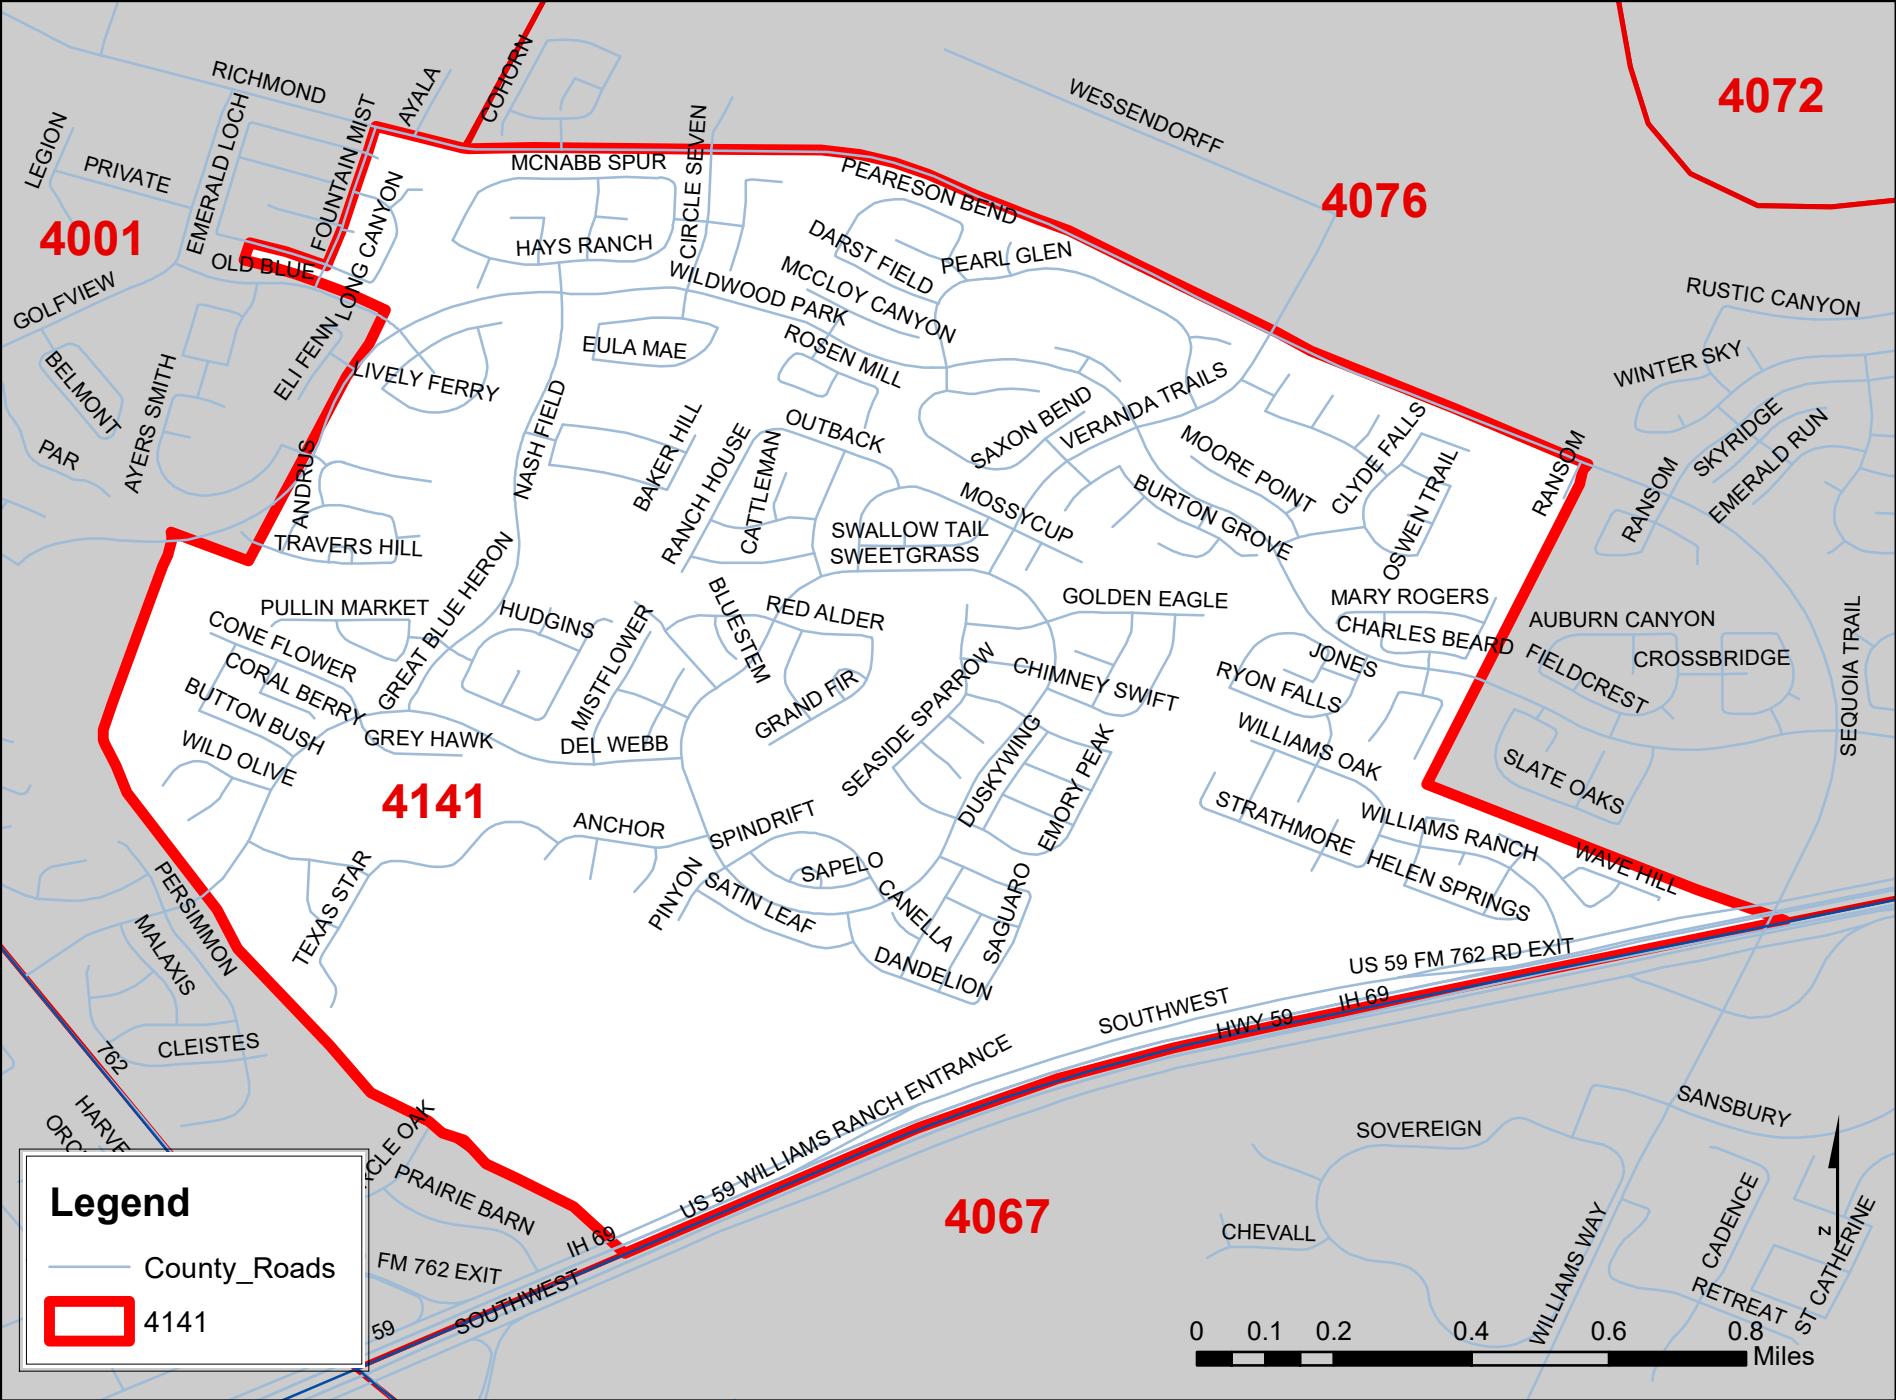 RICHMOND
AYALA
COHORN
WESSENDORFF
4072
LEGION
PRIVATE
EMERALD LOCH
FOUNTAIN MIST
LONG CANYON
MCNABB SPUR
CIRCLE SEVEN
PEARESON BEND
4076
4001
OLD BLUE
HAYS RANCH
DARST FIELD
PEARL GLEN
GOLFVIEW
WILDWOOD PARK
MCCLOY CANYON
RUSTIC CANYON
BELMONT
ELI FENN
EULA MAE
ROSEN MILL
WINTER SKY
AYERS SMITH
LIVELY FERRY
NASH FIELD
BAKER HILL
RANCH HOUSE
CATTLEMAN
OUTBACK
SAXON BEND
VERANDA TRAILS
SKYRIDGE
EMERALD RUN
PAR
ANDRUS
MOSSYCUP
MOORE POINT
BURTON GROVE
CLYDE FALLS
OSWEN TRAIL
RANSOM
RANSOM
TRAVERS HILL
SWALLOW TAIL
SWEETGRASS
PULLIN MARKET
CONE FLOWER
GREAT BLUE HERON
HUDGINS
MISTFLOWER
BLUESTEM
RED ALDER
GOLDEN EAGLE
MARY ROGERS
CHARLES BEARD
AUBURN CANYON
CROSSBRIDGE
FIELDCREST
SEQUOIA TRAIL
CORAL BERRY
BUTTON BUSH
WILD OLIVE
GREY HAWK
DEL WEBB
GRAND FIR
SEASIDE SPARROW
CHIMNEY SWIFT
JONES
RYON FALLS
WILLIAMS OAK
SLATE OAKS
4141
ANCHOR
SPINDRIFT
DUSKYWING
EMORY PEAK
STRATHMORE
WILLIAMS RANCH
HELEN SPRINGS
WAVE HILL
PERSIMMON
TEXAS STAR
PINYON
SATIN LEAF
SAPELO
CANELLA
SAGUARO
DANDELION
MALAXIS
CLEISTES
762
US 59 FM 762 RD EXIT
IH 69
HWY 59
SOUTHWEST
US 59 WILLIAMS RANCH ENTRANCE
HARVE
ORC
RCLE OAK
PRAIRIE BARN
IH 69
FM 762 EXIT
SOUTHWEST
59
4067
SOVEREIGN
SANSBURY
CHEVALL
WILLIAMS WAY
CADENCE
RETREAT
ST CATHERINE
N
Legend
County_Roads
4141
0 0.1 0.2 0.4 0.6 0.8
Miles